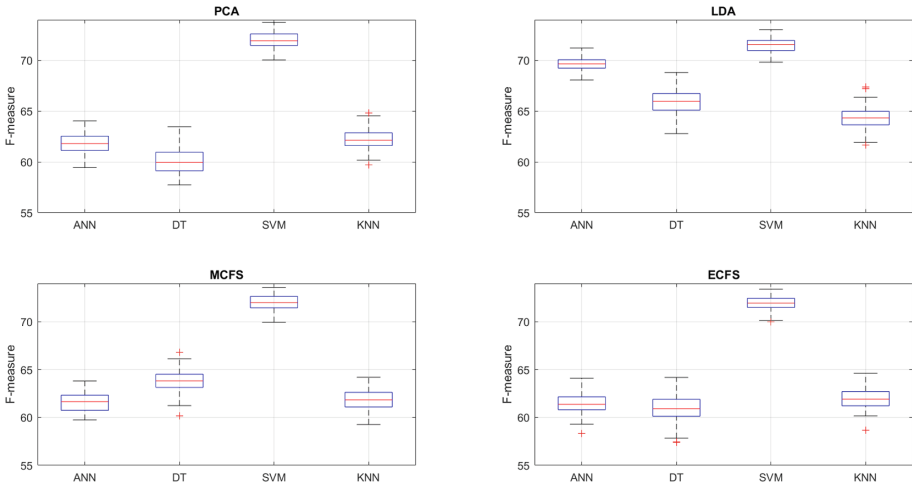 PCA
F-measure
70
65
60
55
ANN DT SVM KNN
LDA
F-measure
70
65
60
55
ANN DT SVM KNN
MCFS
F-measure
70
65
60
55
ANN DT SVM KNN
ECFS
F-measure
70
65
60
55
ANN DT SVM KNN